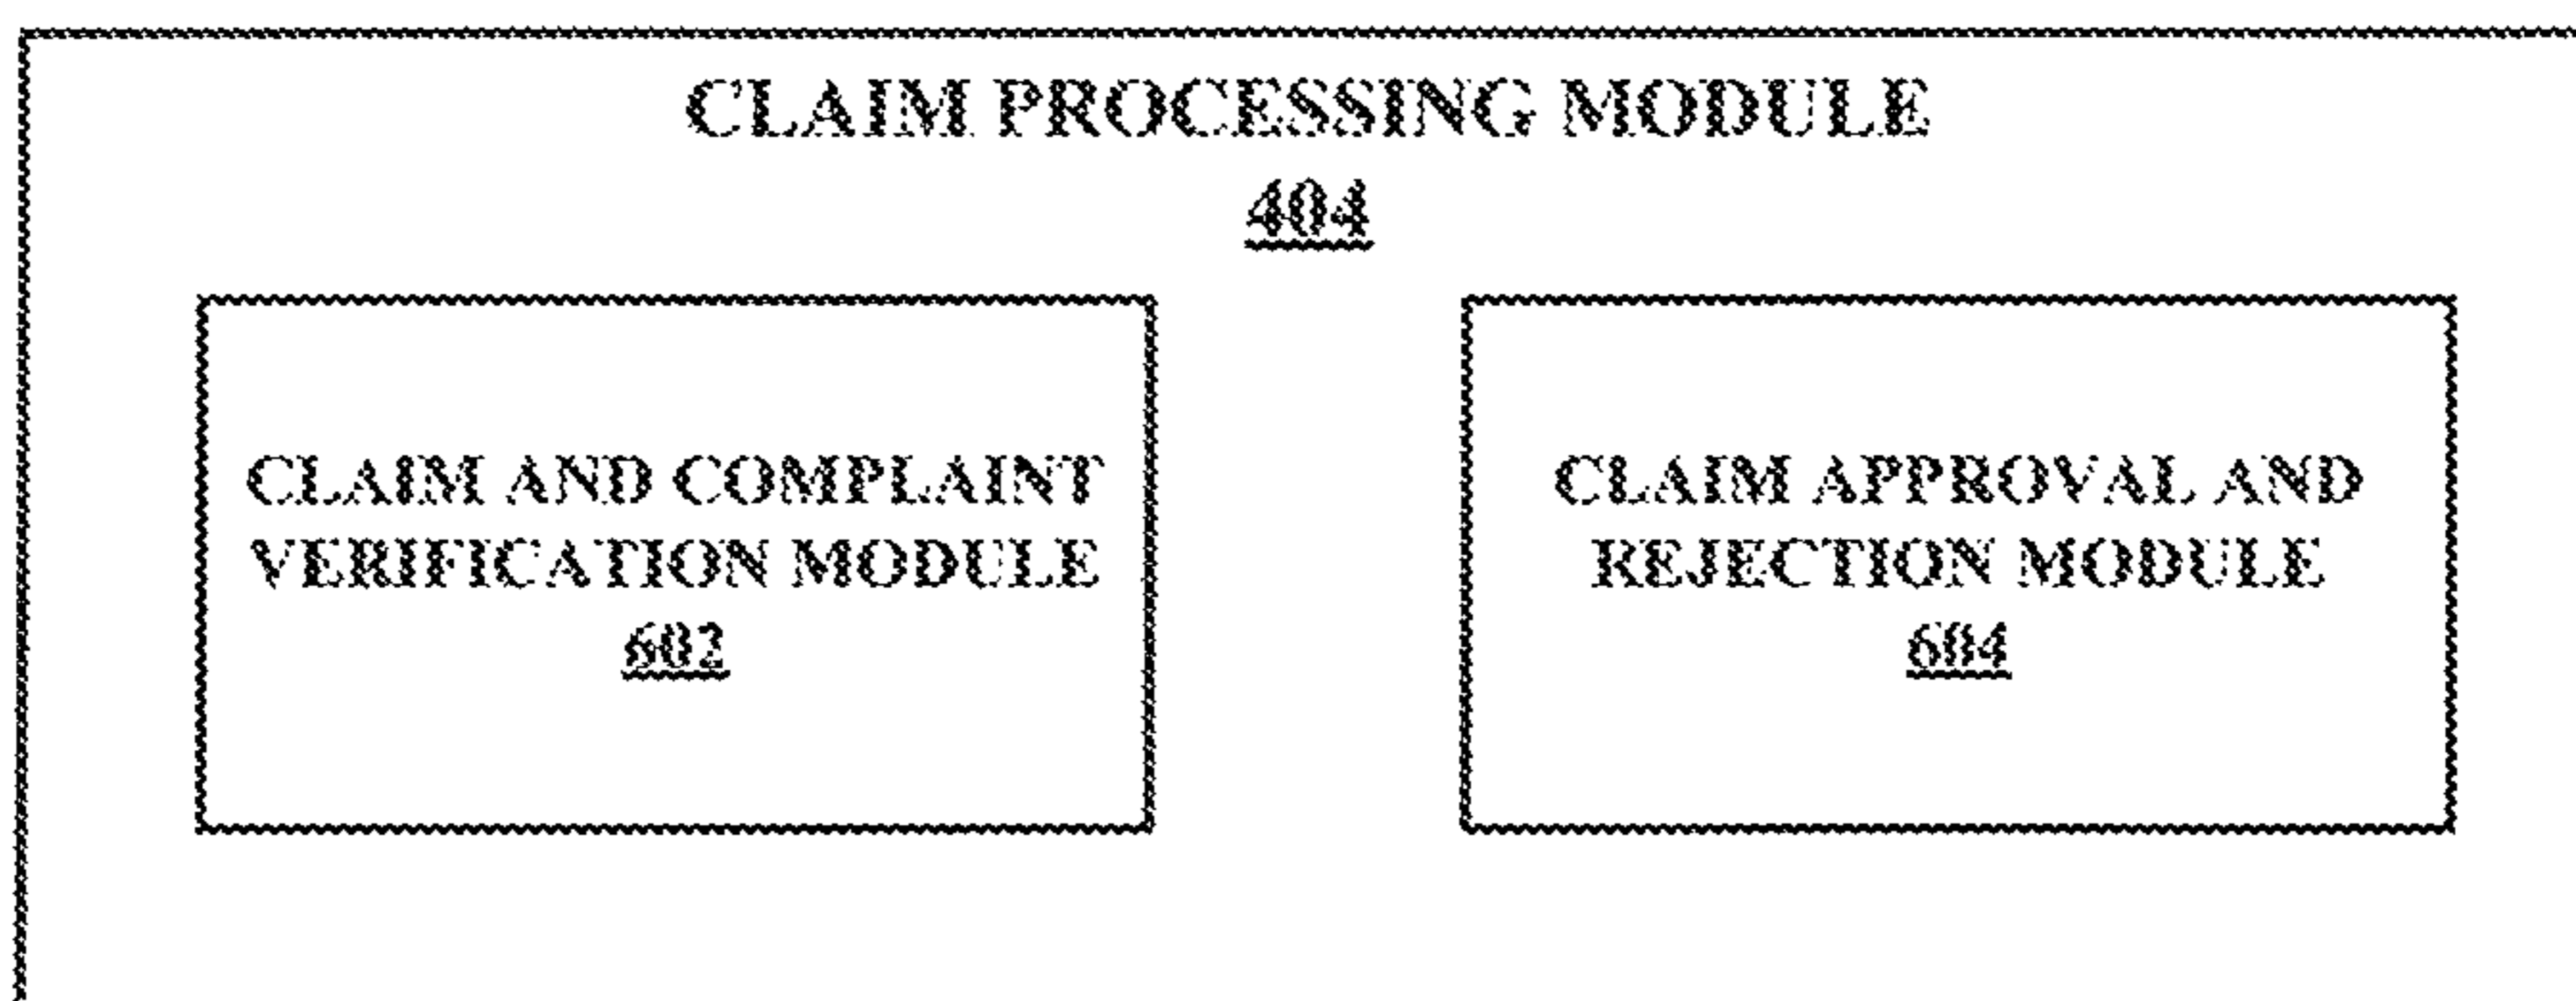 CLAIM PROCESSING MODULE
404
CLAIM AND COMPLAINT
VERIFICATION MODULE
602
CLAIM APPROVAL AND
REJECTION MODULE
604